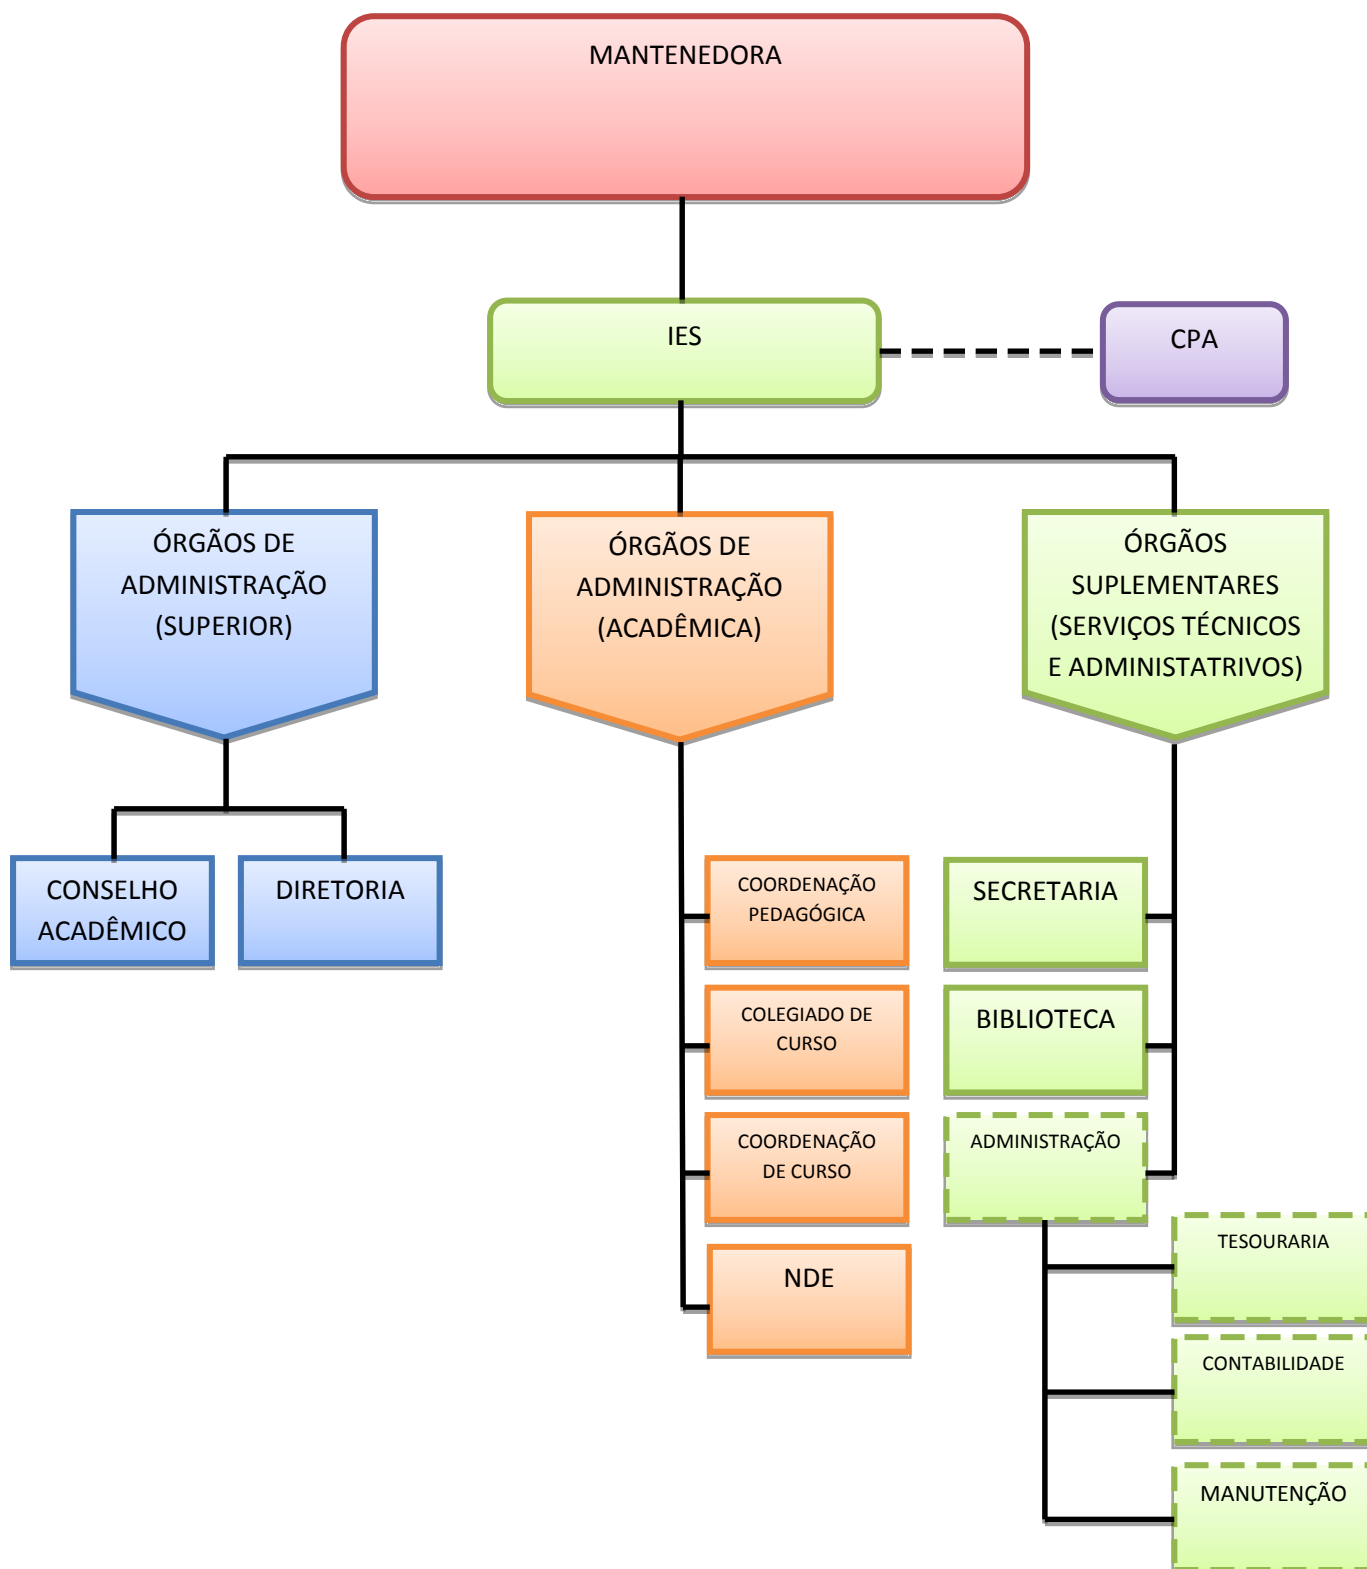 MANTENEDORA
IES
CPA
ÓRGÃOS DE
ADMINISTRAÇÃO
(SUPERIOR)
ÓRGÃOS DE
ADMINISTRAÇÃO
(ACADÊMICA)
ÓRGÃOS
SUPLEMENTARES
(SERVIÇOS TÉCNICOS
E ADMINISTATRIVOS)
CONSELHO
ACADÊMICO
DIRETORIA
COORDENAÇÃO
PEDAGÓGICA
COLEGIADO DE
CURSO
COORDENAÇÃO
DE CURSO
NDE
SECRETARIA
BIBLIOTECA
ADMINISTRAÇÃO
TESOURARIA
CONTABILIDADE
MANUTENÇÃO